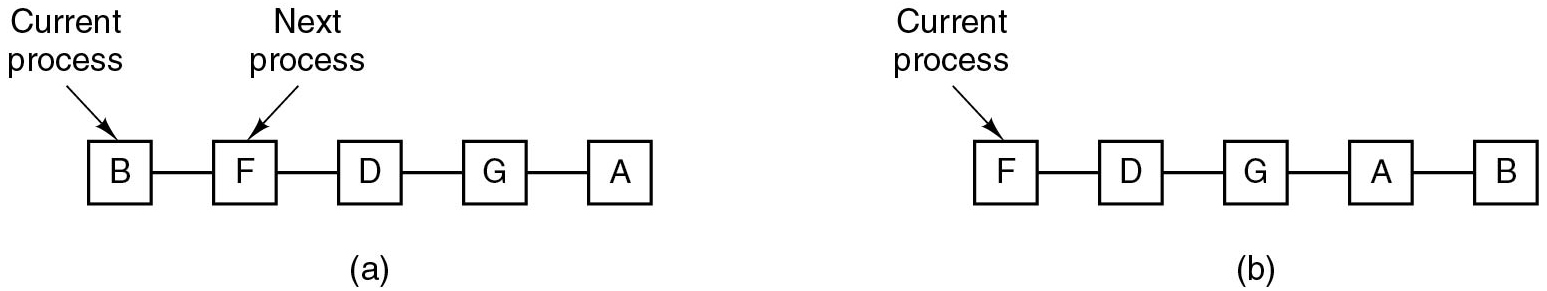 Current
process
Next
process
B F D G A
(a)
Current
process
F D G A B
(b)